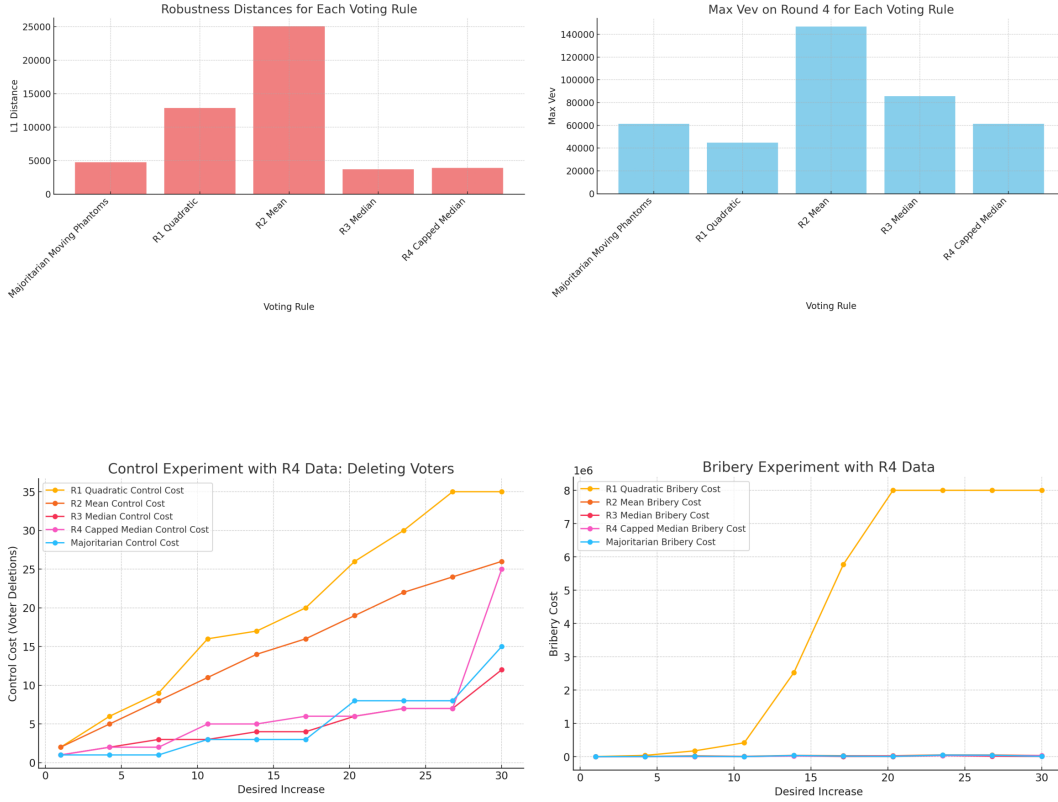 Robustness Distances for Each Voting Rule
25000
20000
15000
10000
5000
0
L1 Distance
Majoritarian Moving Phantoms
R1 Quadratic
R2 Mean
R3 Median
R4 Capped Median
Voting Rule
Max Vev on Round 4 for Each Voting Rule
140000
120000
100000
80000
60000
40000
20000
0
Max Vev
Majoritarian Moving Phantoms
R1 Quadratic
R2 Mean
R3 Median
R4 Capped Median
Voting Rule
Control Experiment with R4 Data: Deleting Voters
R1 Quadratic Control Cost
R2 Mean Control Cost
R3 Median Control Cost
R4 Capped Median Control Cost
Majoritarian Control Cost
35
30
25
20
15
10
5
0
Control Cost (Voter Deletions)
0 5 10 15 20 25 30
Desired Increase
Bribery Experiment with R4 Data
1e6
R1 Quadratic Bribery Cost
R2 Mean Bribery Cost
R3 Median Bribery Cost
R4 Capped Median Bribery Cost
Majoritarian Bribery Cost
8
7
6
5
4
3
2
1
0
Bribery Cost
0 5 10 15 20 25 30
Desired Increase